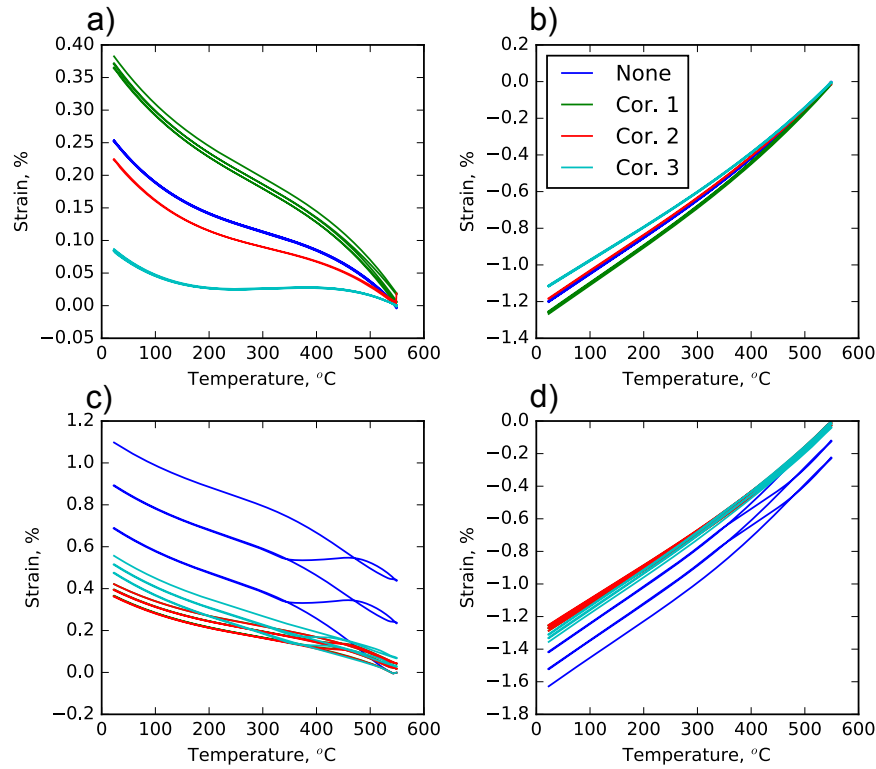 a)
0.40
0.35
0.30
0.25
0.20
0.15
0.10
0.05
0.00
−0.05
Strain, %
0 100 200 300 400 500 600
Temperature, °C
b)
0.2
0.0
−0.2
−0.4
−0.6
−0.8
−1.0
−1.2
−1.4
Strain, %
None
Cor. 1
Cor. 2
Cor. 3
0 100 200 300 400 500 600
Temperature, °C
c)
1.2
1.0
0.8
0.6
0.4
0.2
0.0
−0.2
Strain, %
0 100 200 300 400 500 600
Temperature, °C
d)
0.0
−0.2
−0.4
−0.6
−0.8
−1.0
−1.2
−1.4
−1.6
−1.8
Strain, %
0 100 200 300 400 500 600
Temperature, °C